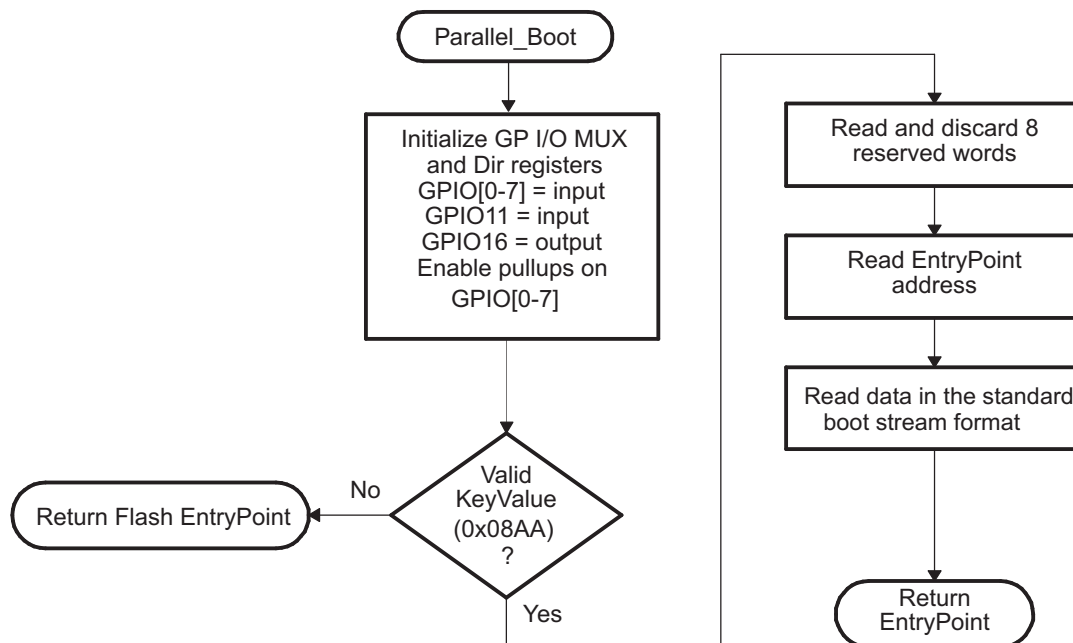 Parallel_Boot
Initialize GP I/O MUX
and Dir registers
GPIO[0-7] = input
GPIO11 = input
GPIO16 = output
Enable pullups on
GPIO[0-7]
Valid
KeyValue
(0x08AA)
?
No
Return Flash EntryPoint
Yes
Read and discard 8
reserved words
Read EntryPoint
address
Read data in the standard
boot stream format
Return
EntryPoint